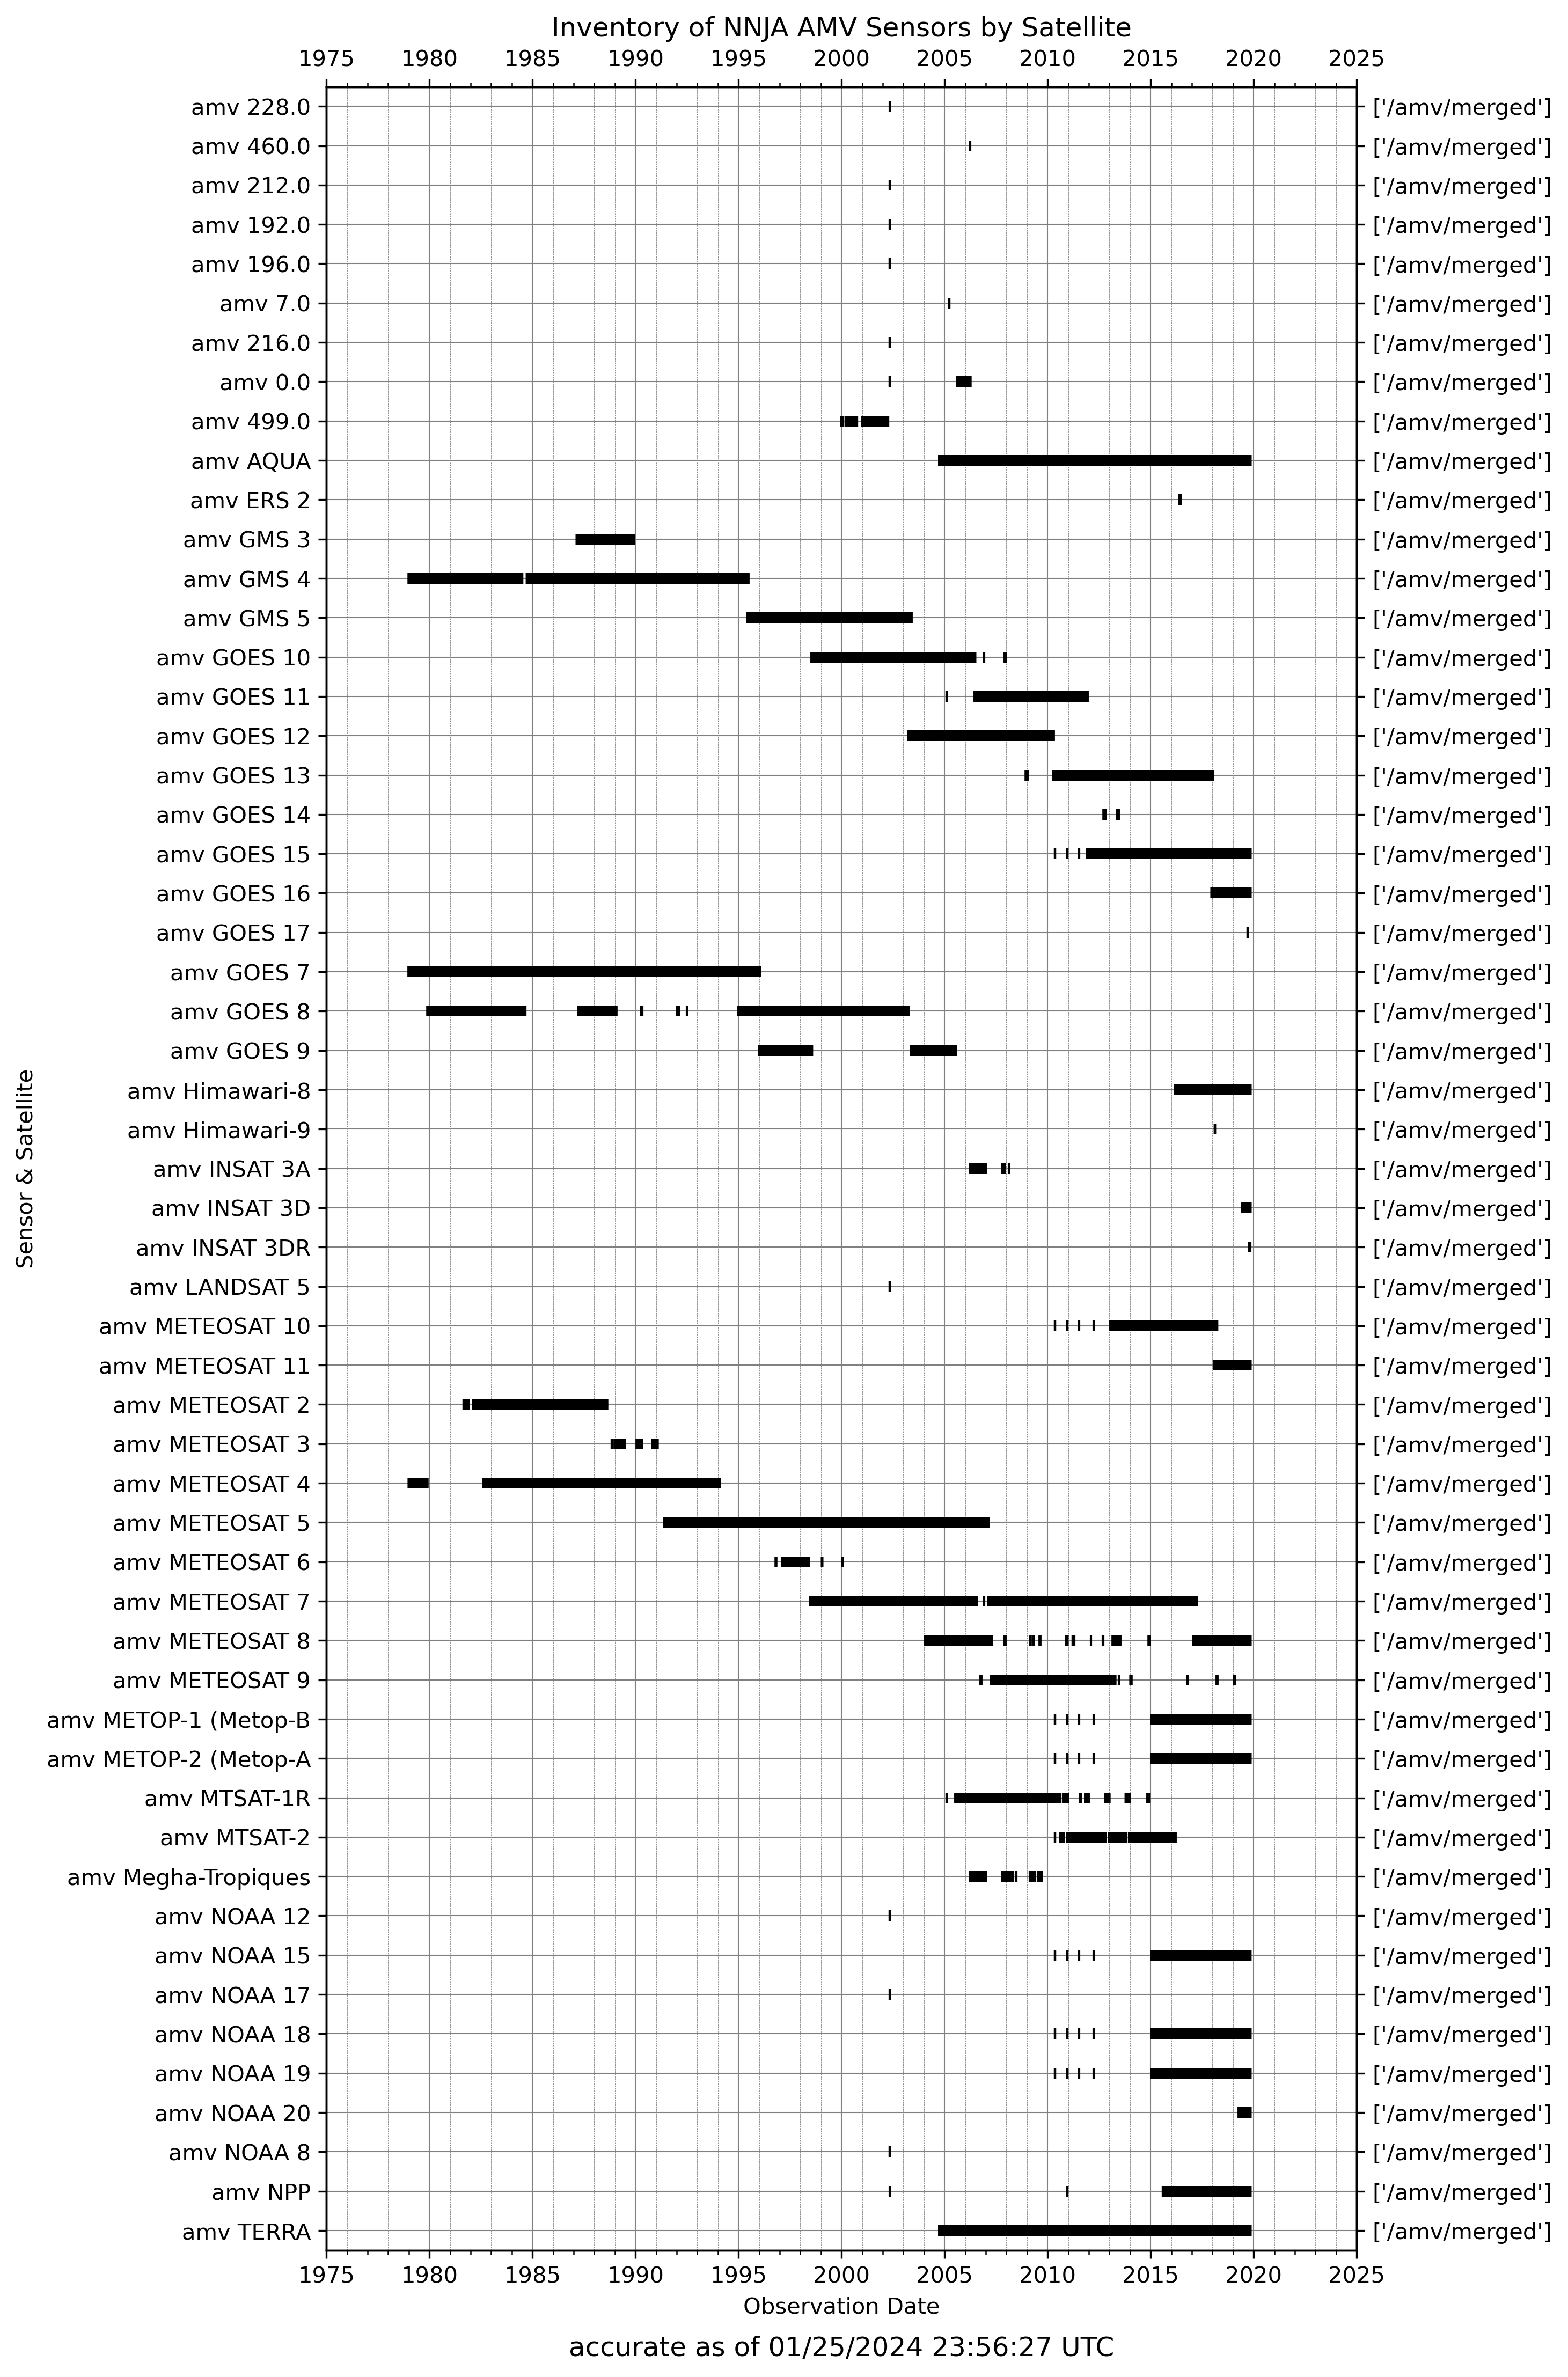 Inventory of NNJA AMV Sensors by Satellite
1975 1980 1985 1990 1995 2000 2005 2010 2015 2020 2025
amv 228.0 ['/amv/merged']
amv 460.0 ['/amv/merged']
amv 212.0 ['/amv/merged']
amv 192.0 ['/amv/merged']
amv 196.0 ['/amv/merged']
amv 7.0 ['/amv/merged']
amv 216.0 ['/amv/merged']
amv 0.0 ['/amv/merged']
amv 499.0 ['/amv/merged']
amv AQUA ['/amv/merged']
amv ERS 2 ['/amv/merged']
amv GMS 3 ['/amv/merged']
amv GMS 4 ['/amv/merged']
amv GMS 5 ['/amv/merged']
amv GOES 10 ['/amv/merged']
amv GOES 11 ['/amv/merged']
amv GOES 12 ['/amv/merged']
amv GOES 13 ['/amv/merged']
amv GOES 14 ['/amv/merged']
amv GOES 15 ['/amv/merged']
amv GOES 16 ['/amv/merged']
amv GOES 17 ['/amv/merged']
amv GOES 7 ['/amv/merged']
amv GOES 8 ['/amv/merged']
amv GOES 9 ['/amv/merged']
amv Himawari-8 ['/amv/merged']
amv Himawari-9 ['/amv/merged']
amv INSAT 3A ['/amv/merged']
amv INSAT 3D ['/amv/merged']
amv INSAT 3DR ['/amv/merged']
amv LANDSAT 5 ['/amv/merged']
amv METEOSAT 10 ['/amv/merged']
amv METEOSAT 11 ['/amv/merged']
amv METEOSAT 2 ['/amv/merged']
amv METEOSAT 3 ['/amv/merged']
amv METEOSAT 4 ['/amv/merged']
amv METEOSAT 5 ['/amv/merged']
amv METEOSAT 6 ['/amv/merged']
amv METEOSAT 7 ['/amv/merged']
amv METEOSAT 8 ['/amv/merged']
amv METEOSAT 9 ['/amv/merged']
amv METOP-1 (Metop-B ['/amv/merged']
amv METOP-2 (Metop-A ['/amv/merged']
amv MTSAT-1R ['/amv/merged']
amv MTSAT-2 ['/amv/merged']
amv Megha-Tropiques ['/amv/merged']
amv NOAA 12 ['/amv/merged']
amv NOAA 15 ['/amv/merged']
amv NOAA 17 ['/amv/merged']
amv NOAA 18 ['/amv/merged']
amv NOAA 19 ['/amv/merged']
amv NOAA 20 ['/amv/merged']
amv NOAA 8 ['/amv/merged']
amv NPP ['/amv/merged']
amv TERRA ['/amv/merged']
Sensor & Satellite
1975 1980 1985 1990 1995 2000 2005 2010 2015 2020 2025
Observation Date
accurate as of 01/25/2024 23:56:27 UTC